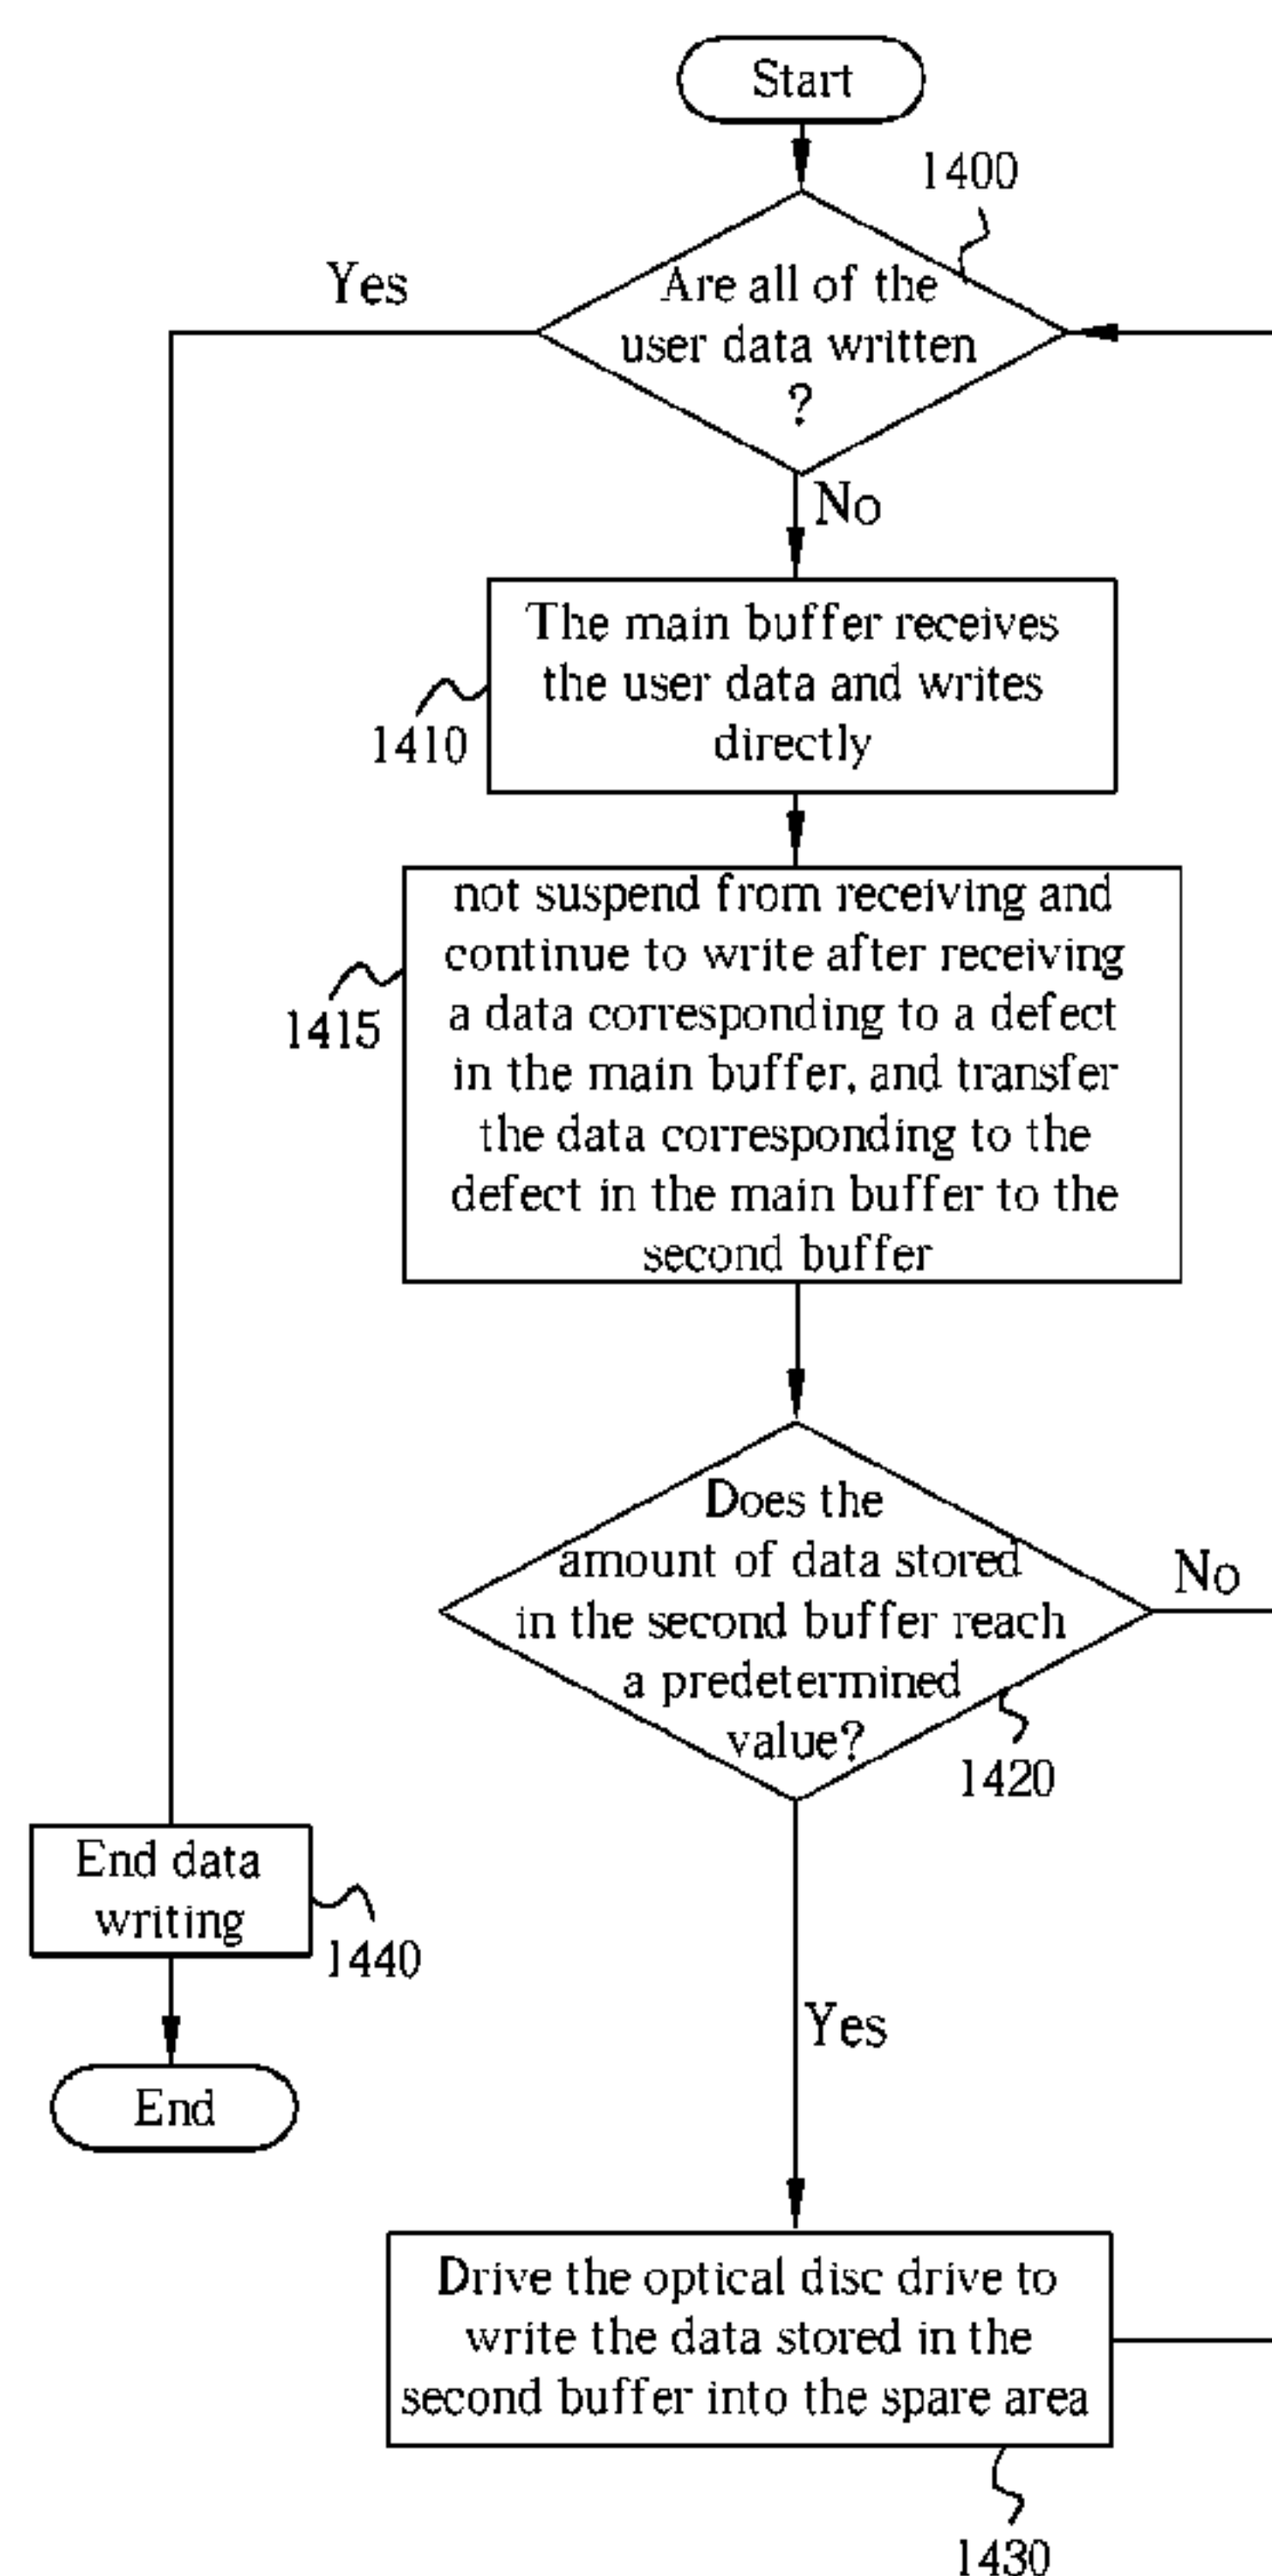 Start
1400
Yes
Are all of the
user data written
?
No
The main buffer receives
the user data and writes
directly
1410
not suspend from receiving and
continue to write after receiving
a data corresponding to a defect
in the main buffer, and transfer
the data corresponding to the
defect in the main buffer to the
second buffer
1415
Does the
amount of data stored
in the second buffer reach
a predetermined
value?
No
1420
End data
writing
1440
Yes
End
Drive the optical disc drive to
write the data stored in the
second buffer into the spare area
1430